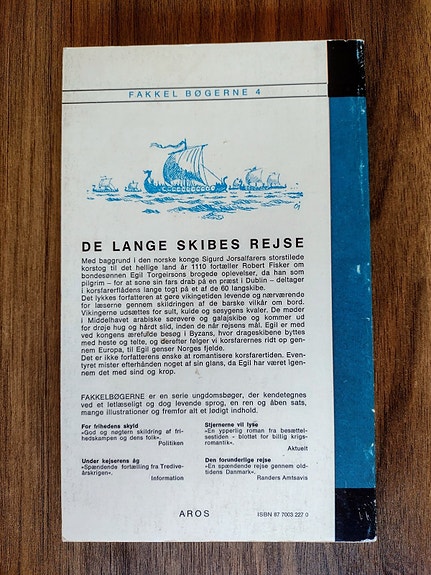 FAKKEL BØGERNE 4
DE LANGE SKIBES REJSE
Med baggrund i den norske konge Sigurd Jorsalfarers storstilede
korstog til det hellige land år 1110 fortæller Robert Fisker om
bondesønnen Egil Torgeirsons brogede oplevelser, da han som
pilgrim – for at sone sin fars drab på en præst i Dublin – deltager
i korsfarerflådens lange togt på et af de 60 langskibe.
Det lykkes forfatteren at gøre vikingetiden levende og nærværende
for læserne gennem skildringen af de barske vilkår om bord.
Vikingerne udsættes for sult, kulde og søsygens kvaler. De møder
i Middelhavet arabiske sørøvere og galajskibe og kommer ud
for drøje hug og hårdt slid, inden de når rejsens mål. Egil er med
ved kongens ærefulde besøg i Byzans, hvor drageskibene byttes
med heste og telte, og derefter følger vi korsfarernes ridt op gen-
nem Europa, til Egil genser Norges fjelde.
Det er ikke forfatterens ønske at romantisere korsfarertiden. Even-
tyret mister efterhånden noget af sin glans, da Egil har været igen-
nem det med sind og krop.
FAKKELBØGERNE er en serie ungdomsbøger, der kendetegnes
ved et letlæseligt og dog levende sprog, en ren og åben sats,
mange illustrationer og fremfor alt et lødigt indhold.
For frihedens skyld
»God og nøgtern skildring af fri-
hedskampen og dens folk«.
Politiken
Under kejserens åg
»Spændende fortælling fra Tredive-
årskrigen«.
Information
Stjernerne vil lyse
»En ypperlig roman fra besættel-
sestiden - blottet for billig krigs-
romantik«.
Aktuelt
Den forunderlige rejse
»En spændende rejse gennem old-
tidens Danmark«.
Randers Amtsavis
AROS
ISBN 87 7003 222 0